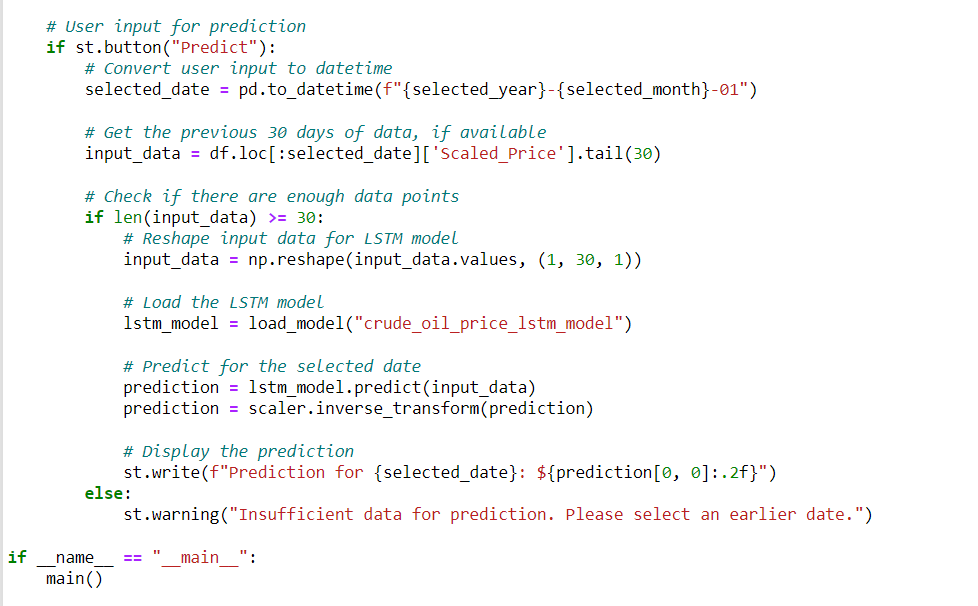 # User input for prediction
if st.button("Predict"):
# Convert user input to datetime
selected_date = pd.to_datetime(f"{selected_year}-{selected_month}-01")
# Get the previous 30 days of data, if available
input_data = df.loc[:selected_date]['Scaled_Price'].tail(30)
# Check if there are enough data points
if len(input_data) >= 30:
# Reshape input data for LSTM model
input_data = np.reshape(input_data.values, (1, 30, 1))
# Load the LSTM model
lstm_model = load_model("crude_oil_price_lstm_model")
# Predict for the selected date
prediction = lstm_model.predict(input_data)
prediction = scaler.inverse_transform(prediction)
# Display the prediction
st.write(f"Prediction for {selected_date}: ${prediction[0, 0]:.2f}")
else:
st.warning("Insufficient data for prediction. Please select an earlier date.")
if __name__ == "__main__":
main()